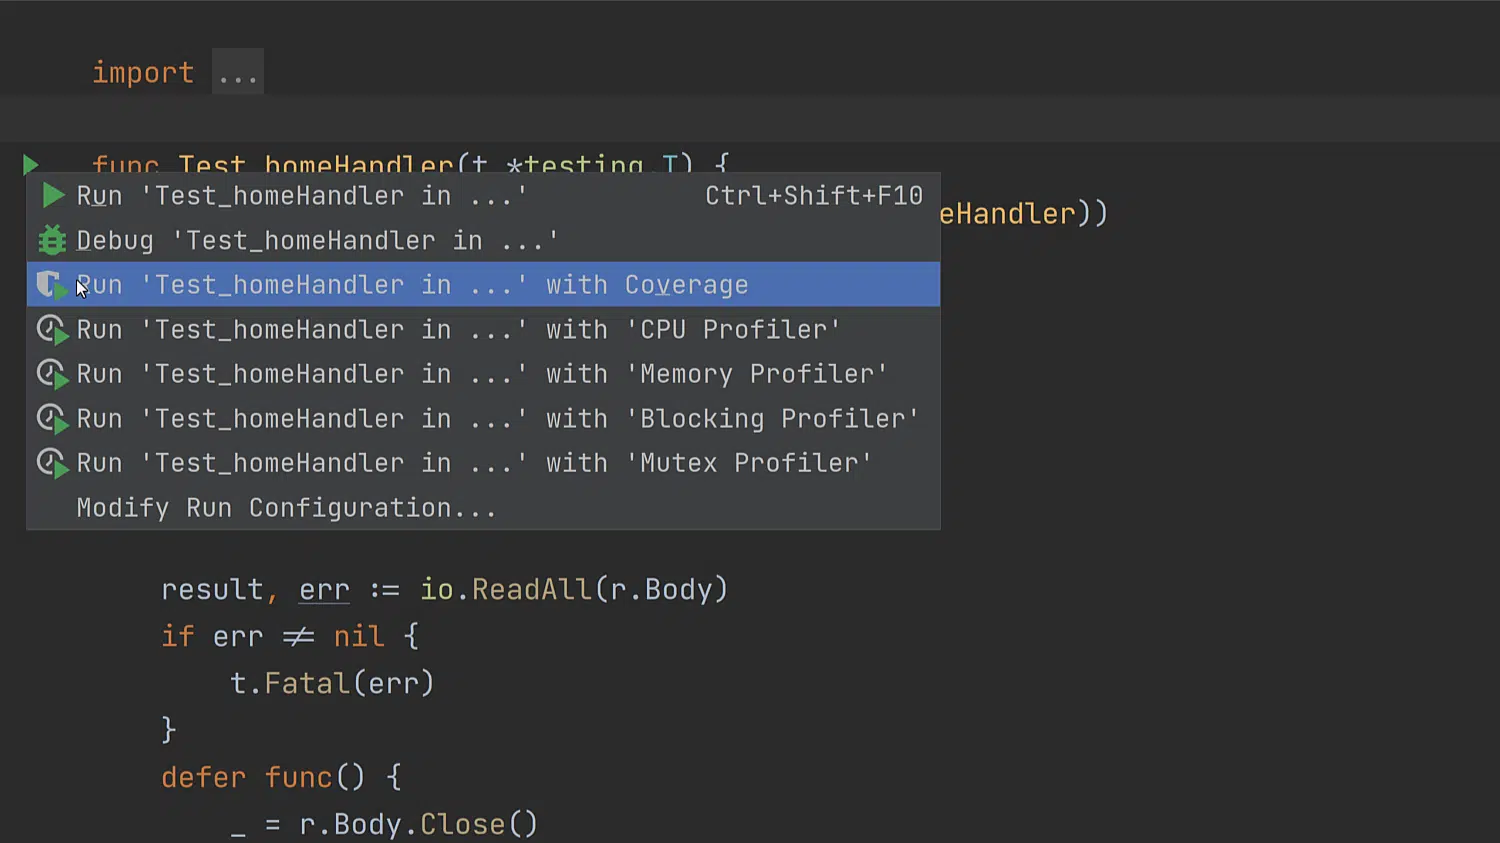 import ...
func Test_homeHandler(t *testing.T) {
Run 'Test_homeHandler in ...' Ctrl+Shift+F10
eHandler))
Debug 'Test_homeHandler in ...'
Run 'Test_homeHandler in ...' with Coverage
Run 'Test_homeHandler in ...' with 'CPU Profiler'
Run 'Test_homeHandler in ...' with 'Memory Profiler'
Run 'Test_homeHandler in ...' with 'Blocking Profiler'
Run 'Test_homeHandler in ...' with 'Mutex Profiler'
Modify Run Configuration...
result, err := io.ReadAll(r.Body)
if err ≠ nil {
t.Fatal(err)
}
defer func() {
_ = r.Body.Close()